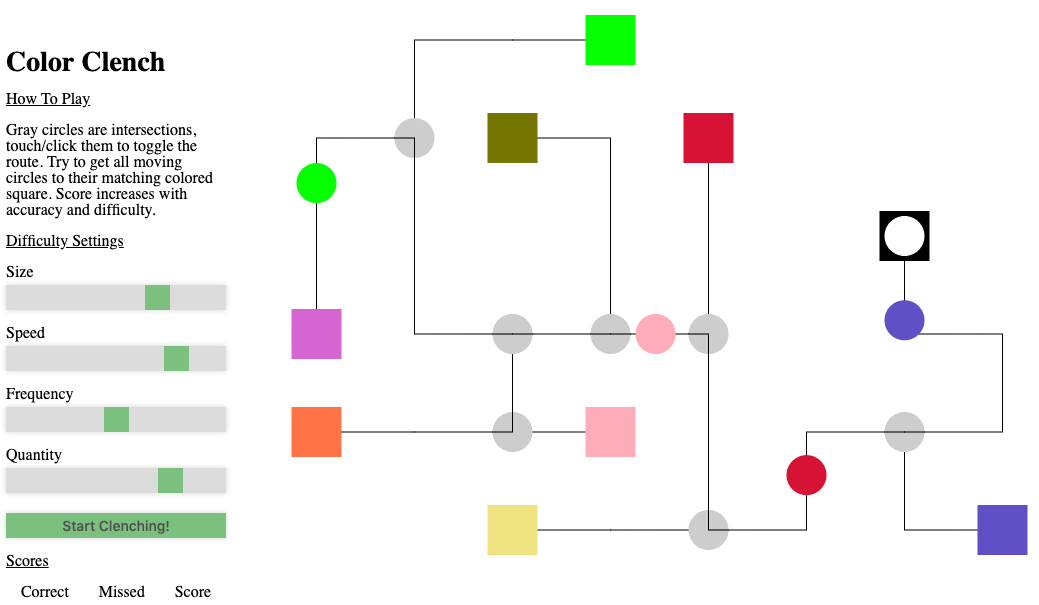 Color Clench
How To Play
Gray circles are intersections,
touch/click them to toggle the
route. Try to get all moving
circles to their matching colored
square. Score increases with
accuracy and difficulty.
Difficulty Settings
Size
Speed
Frequency
Quantity
Start Clenching!
Scores
Correct Missed Score